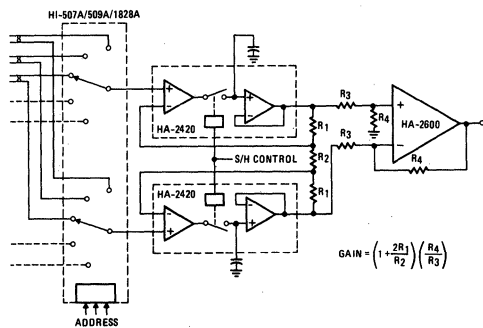 HI-507A/509A/1828A
HA-2420
R1
R3
R4
HA-2600
S/H CONTROL
R2
R3
HA-2420
R1
R4
GAIN = (1 + 2R1/R2) (R4/R3)
ADDRESS